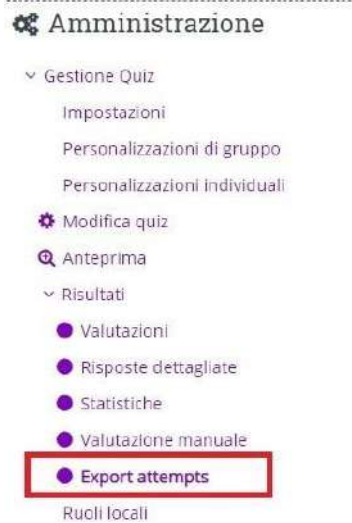 Amministrazione
Gestione Quiz
Impostazioni
Personalizzazioni di gruppo
Personalizzazioni individuali
Modifica quiz
Anteprima
Risultati
Valutazioni
Risposte dettagliate
Statistiche
Valutazione manuale
Export attempts
Ruoli locali